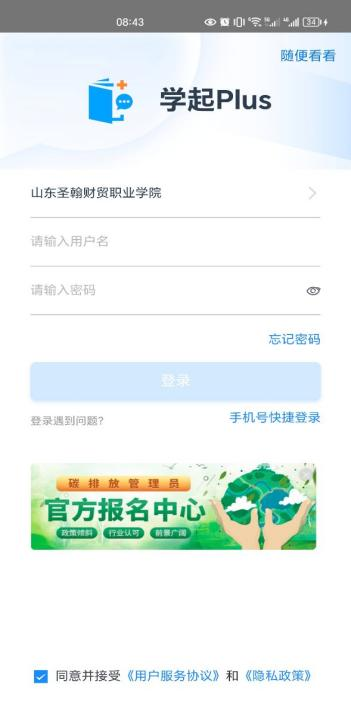 08:43
34
随便看看
学起Plus
山东圣翰财贸职业学院
请输入用户名
请输入密码
忘记密码
登录
登录遇到问题?
手机号快捷登录
碳排放管理员
官方报名中心
政策倾斜 行业认可 前景广阔
同意并接受《用户服务协议》和《隐私政策》